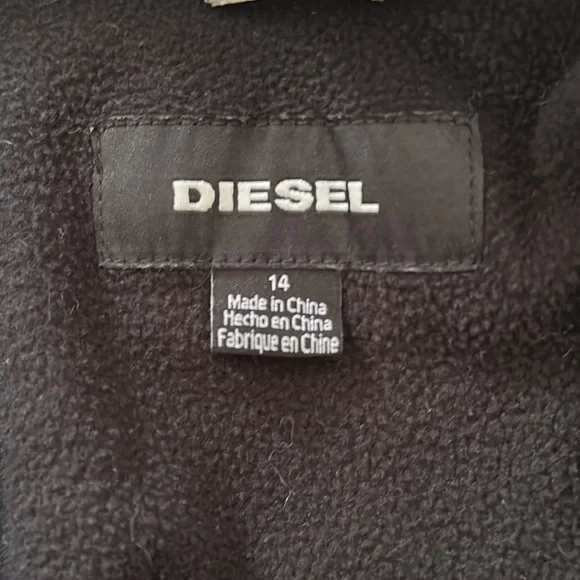 DIESEL
14
Made in China
Hecho en China
Fabrique en Chine